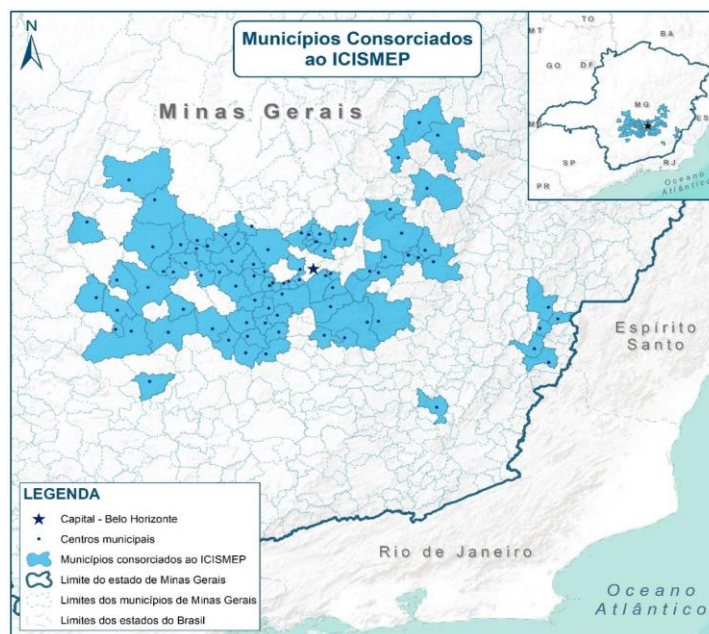 N
Municípios Consorciados
ao ICISMEP
Minas Gerais
MT
TO
BA
GO
DF
MG
ES
MS
SP
RJ
PR
Oceano
Atlântico
Espírito
Santo
Rio de Janeiro
Oceano
Atlântico
LEGENDA
Capital - Belo Horizonte
Centros municipais
Municípios consorciados ao ICISMEP
Limite do estado de Minas Gerais
Limites dos municípios de Minas Gerais
Limites dos estados do Brasil